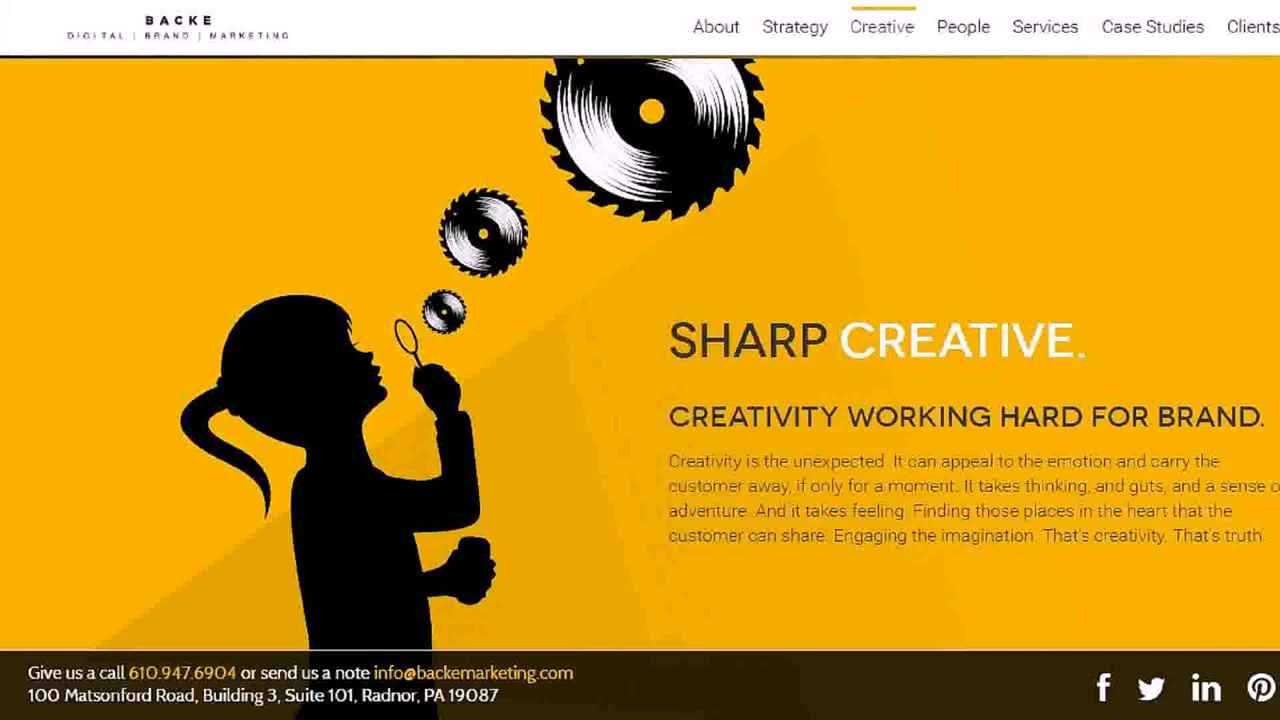 BACKE
DIGITAL | BRAND | MARKETING
About Strategy Creative People Services Case Studies Clients
SHARP CREATIVE.
CREATIVITY WORKING HARD FOR BRAND.
Creativity is the unexpected. It can appeal to the emotion and carry the
customer away, if only for a moment. It takes thinking, and guts, and a sense
adventure. And it takes feeling. Finding those places in the heart that the
customer can share. Engaging the imagination. That's creativity. That's truth.
Give us a call 610.947.6904 or send us a note info@backemarketing.com
100 Matsonford Road, Building 3, Suite 101, Radnor, PA 19087